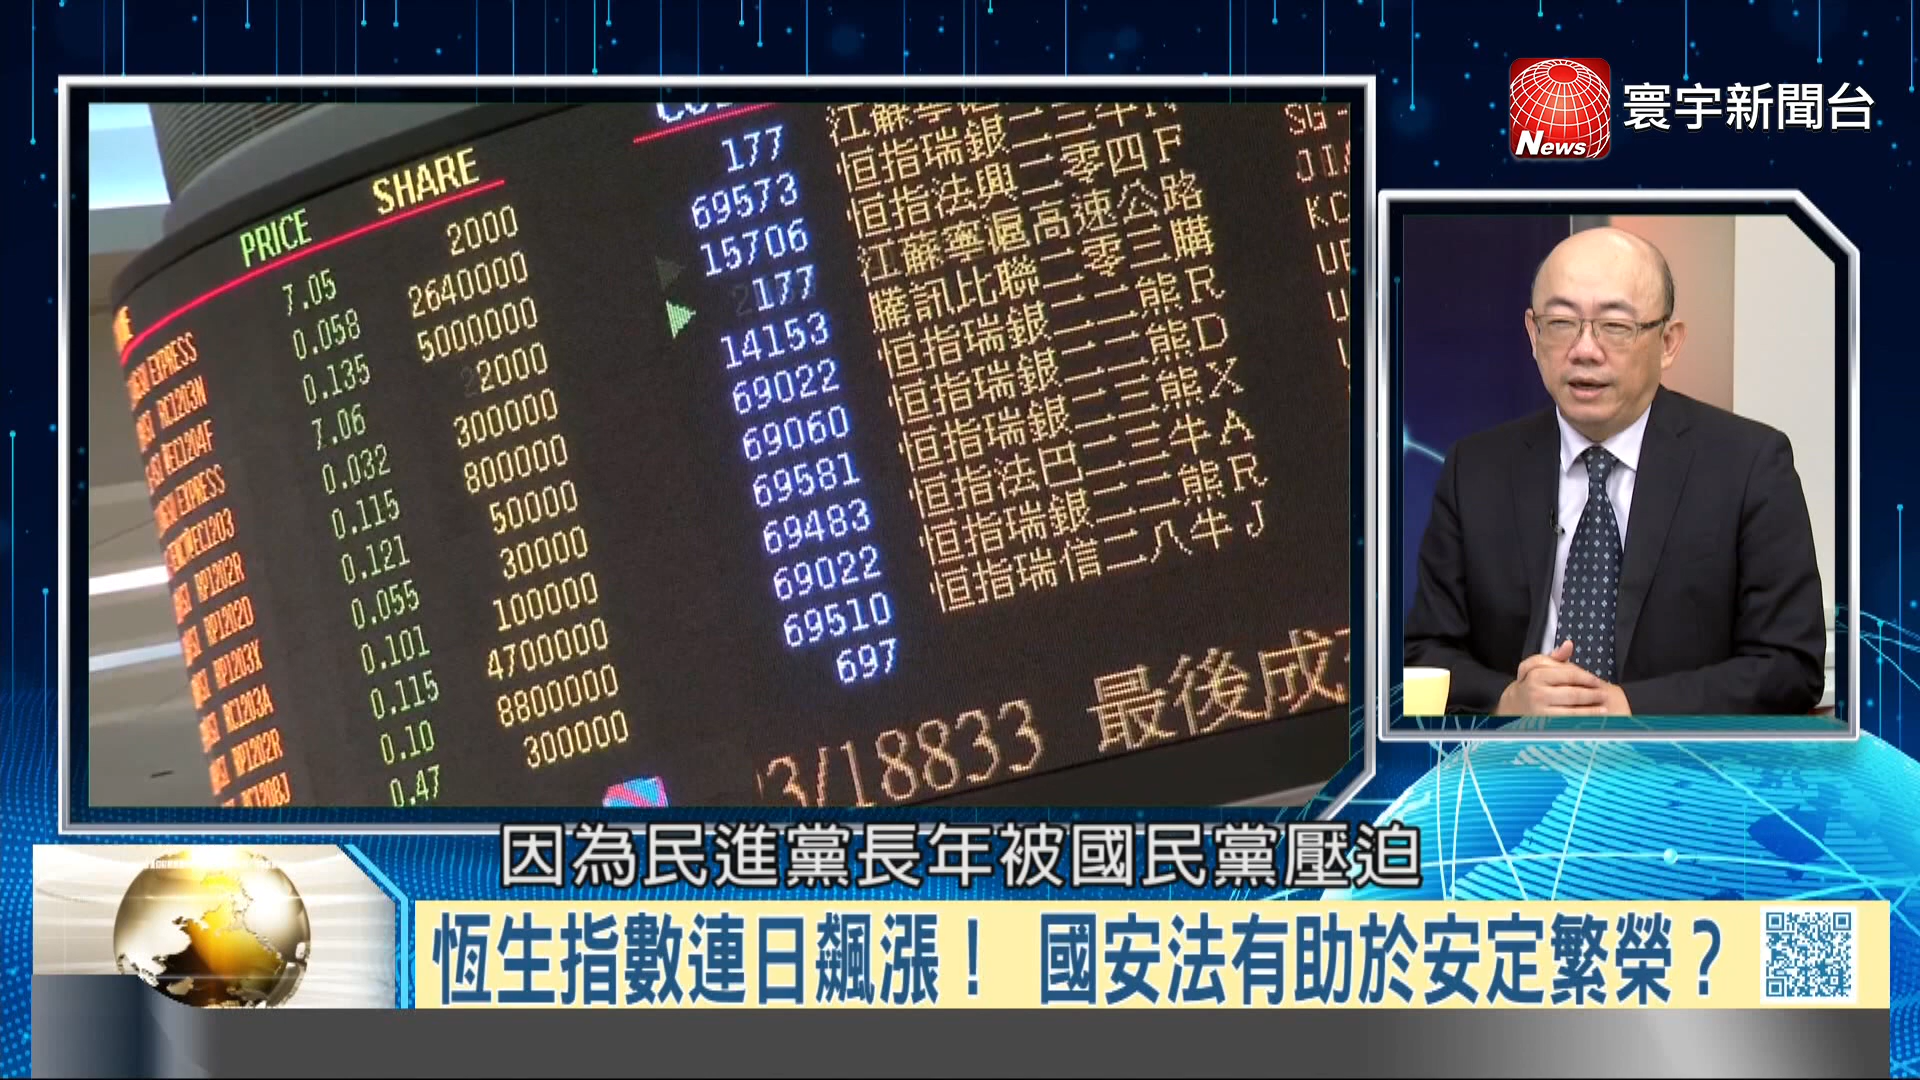 News
寰宇新聞台
PRICE
SHARE
7.05
2000
0.058
2640000
0.135
5000000
7.06
2000
0.032
300000
0.115
800000
0.121
50000
0.055
30000
0.101
100000
0.115
4700000
0.10
8800000
0.47
300000
177
69573
15706
177
14153
69022
69060
69581
69483
69022
69510
697
恒指瑞銀二零四F
恒指法興二零四F
江蘇寧滬高速公路
騰訊比聯二零三購
恒指瑞銀二二熊R
恒指瑞銀二二熊D
恒指瑞銀二三熊X
恒指法巴二三牛A
恒指瑞銀二二熊R
恒指瑞信二八牛J
3/18833 最後成
因為民進黨長年被國民黨壓迫
恆生指數連日飆漲！ 國安法有助於安定繁榮？